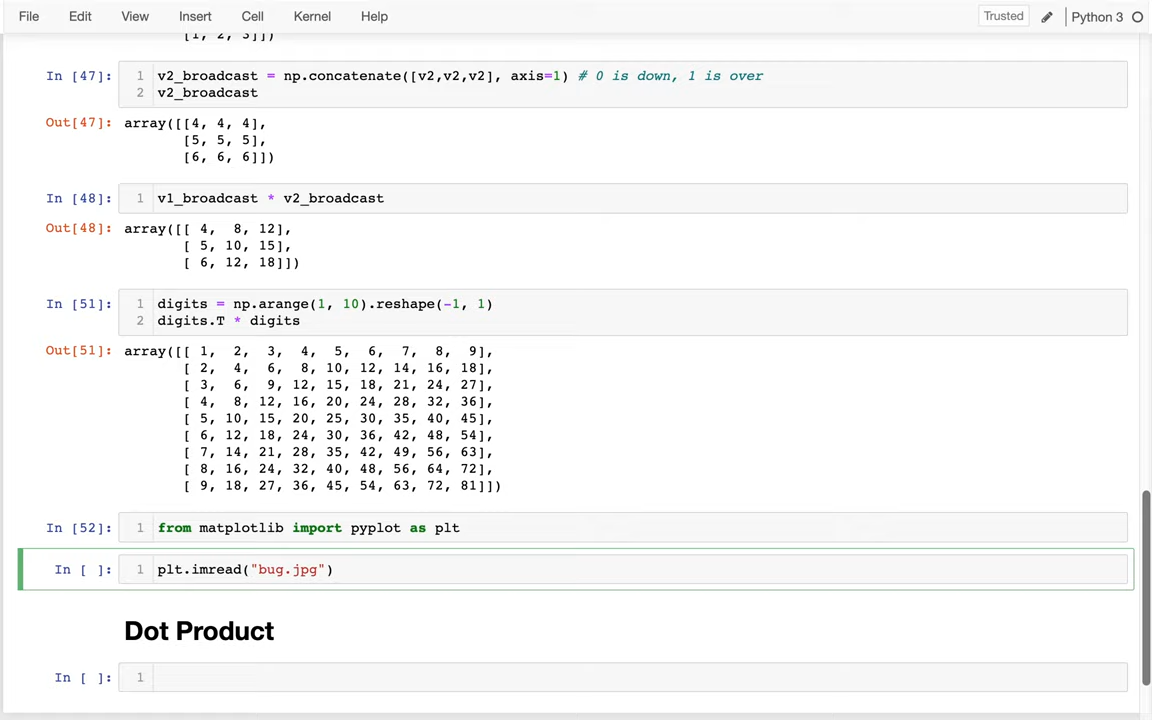 File Edit View Insert Cell Kernel Help Trusted Python 3
[1, 2, 3]])
In [47]: 1 v2_broadcast = np.concatenate([v2,v2,v2], axis=1) # 0 is down, 1 is over
2 v2_broadcast
Out[47]: array([[4, 4, 4],
[5, 5, 5],
[6, 6, 6]])
In [48]: 1 v1_broadcast * v2_broadcast
Out[48]: array([[ 4, 8, 12],
[ 5, 10, 15],
[ 6, 12, 18]])
In [51]: 1 digits = np.arange(1, 10).reshape(-1, 1)
2 digits.T * digits
Out[51]: array([[ 1, 2, 3, 4, 5, 6, 7, 8, 9],
[ 2, 4, 6, 8, 10, 12, 14, 16, 18],
[ 3, 6, 9, 12, 15, 18, 21, 24, 27],
[ 4, 8, 12, 16, 20, 24, 28, 32, 36],
[ 5, 10, 15, 20, 25, 30, 35, 40, 45],
[ 6, 12, 18, 24, 30, 36, 42, 48, 54],
[ 7, 14, 21, 28, 35, 42, 49, 56, 63],
[ 8, 16, 24, 32, 40, 48, 56, 64, 72],
[ 9, 18, 27, 36, 45, 54, 63, 72, 81]])
In [52]: 1 from matplotlib import pyplot as plt
In [ ]: 1 plt.imread("bug.jpg")
Dot Product
In [ ]: 1